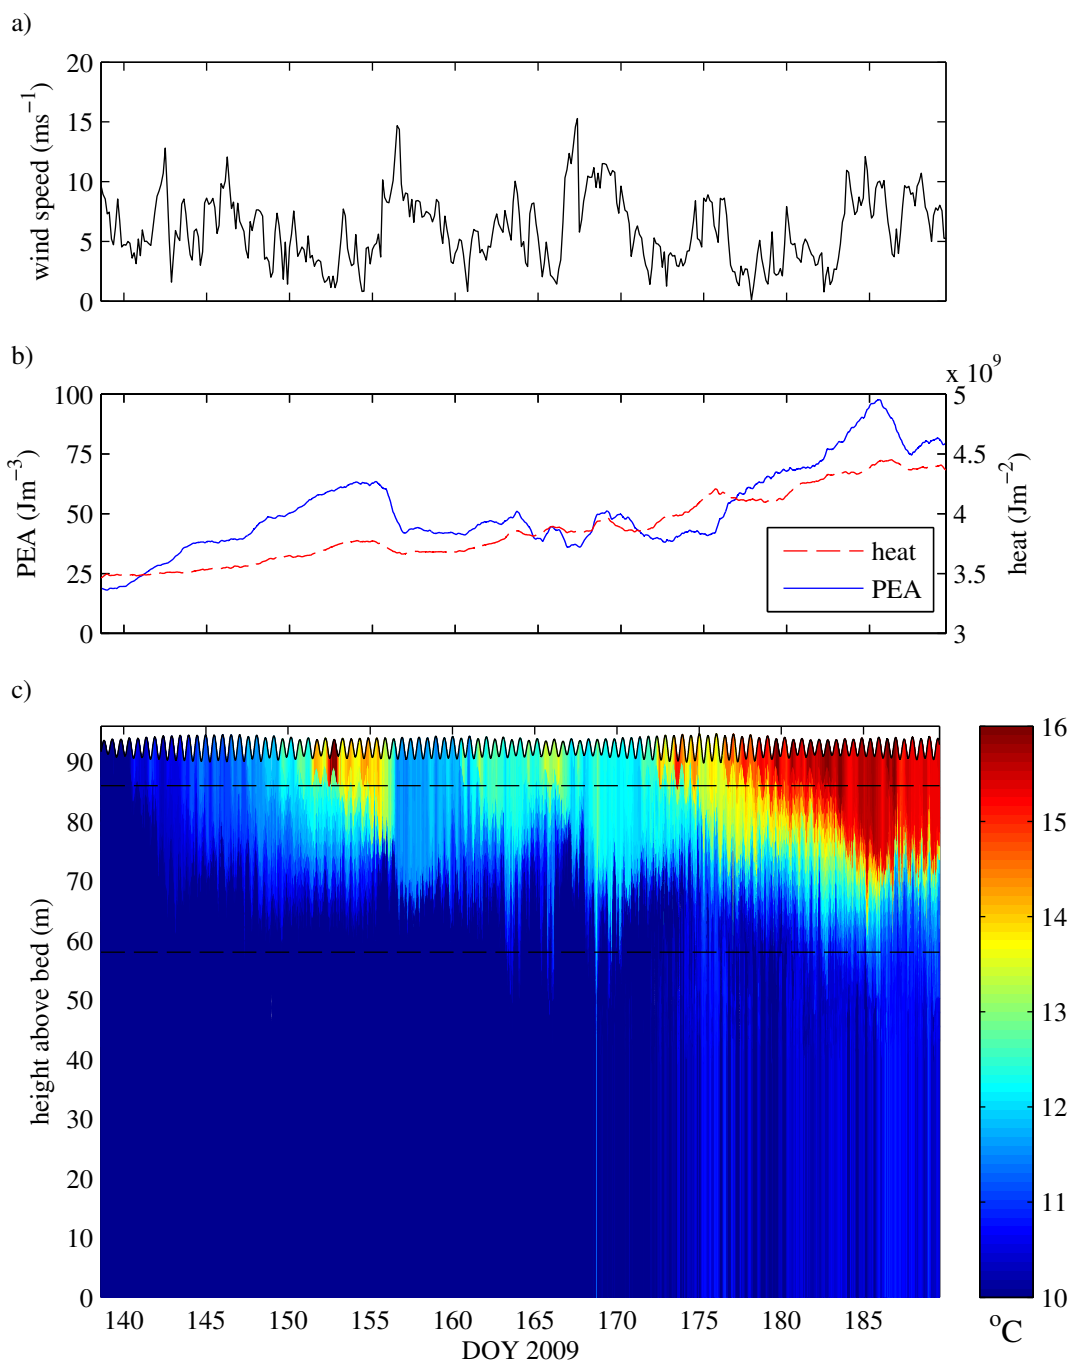 a)
20
15
10
5
0
wind speed (ms⁻¹)
b)
x 10⁹
100
75
50
25
0
PEA (Jm⁻³)
5
4.5
4
3.5
3
heat (Jm⁻²)
heat
PEA
c)
90
80
70
60
50
40
30
20
10
0
height above bed (m)
140 145 150 155 160 165 170 175 180 185
DOY 2009
16
15
14
13
12
11
10
°C